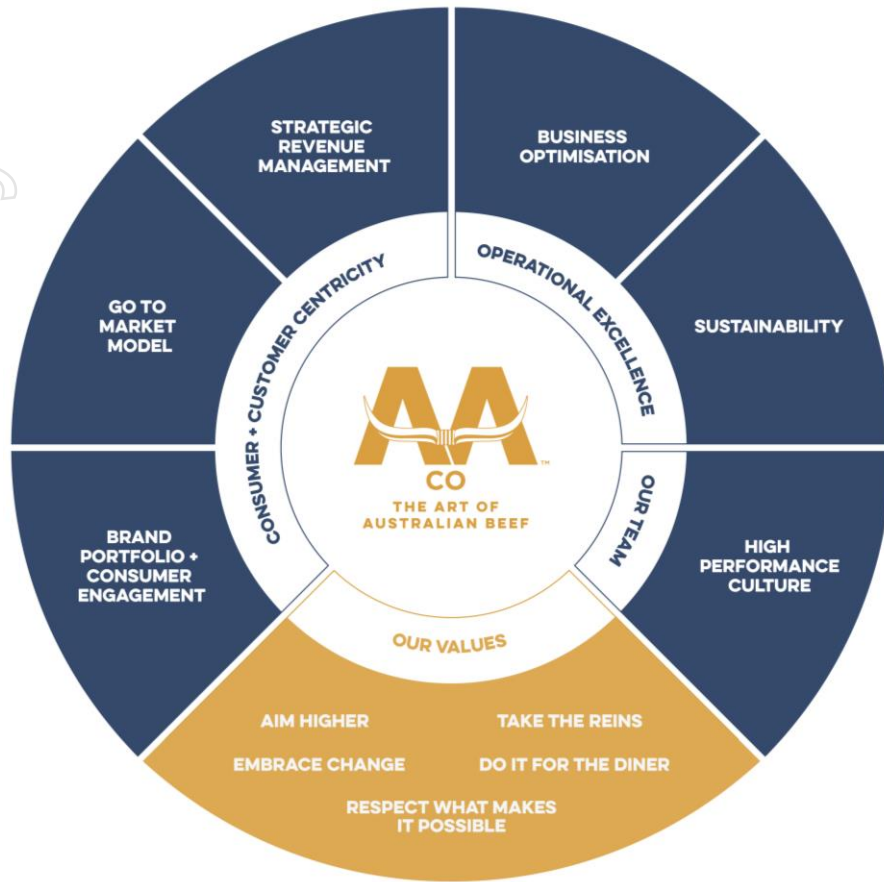 STRATEGIC
REVENUE
MANAGEMENT
BUSINESS
OPTIMISATION
GO TO
MARKET
MODEL
SUSTAINABILITY
BRAND
PORTFOLIO +
CONSUMER
ENGAGEMENT
HIGH
PERFORMANCE
CULTURE
CONSUMER + CUSTOMER CENTRICITY
OPERATIONAL EXCELLENCE
OUR TEAM
AA
TM
CO
THE ART OF
AUSTRALIAN BEEF
OUR VALUES
AIM HIGHER
TAKE THE REINS
EMBRACE CHANGE
DO IT FOR THE DINER
RESPECT WHAT MAKES
IT POSSIBLE